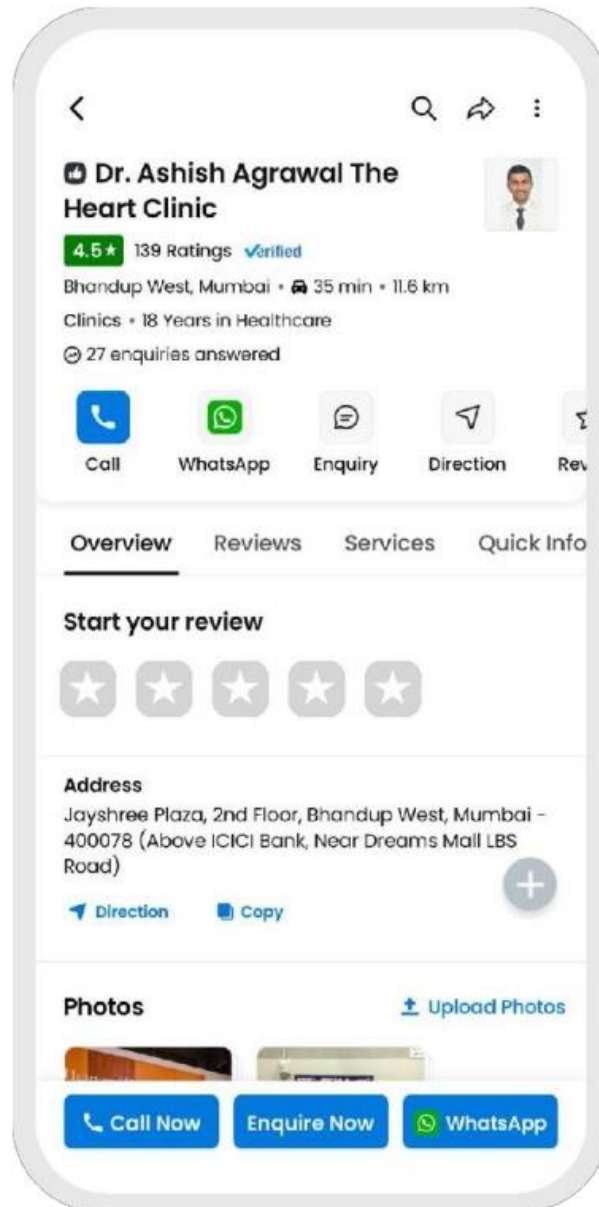 Dr. Ashish Agrawal The
Heart Clinic
4.5★ 139 Ratings Verified
Bhandup West, Mumbai • 35 min • 11.6 km
Clinics • 18 Years in Healthcare
27 enquiries answered
Call WhatsApp Enquiry Direction Rev
Overview Reviews Services Quick Info
Start your review
Address
Jayshree Plaza, 2nd Floor, Bhandup West, Mumbai -
400078 (Above ICICI Bank, Near Dreams Mall LBS
Road)
Direction Copy
Photos Upload Photos
Call Now Enquire Now WhatsApp